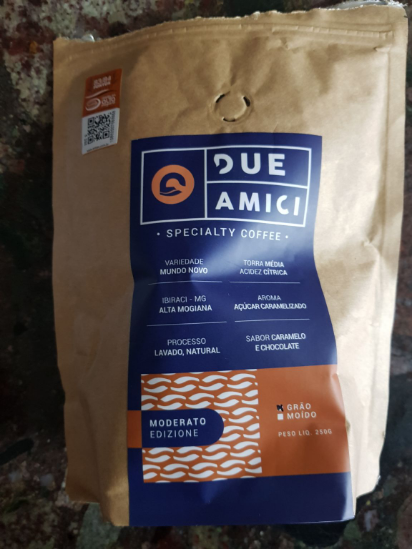 DUE
AMICI
• SPECIALTY COFFEE •
VARIEDADE
MUNDO NOVO
TORRA MÉDIA
ACIDEZ CÍTRICA
IBIRACI - MG
ALTA MOGIANA
AROMA
AÇÚCAR CARAMELIZADO
PROCESSO
LAVADO, NATURAL
SABOR CARAMELO
E CHOCOLATE
MODERATO
EDIZIONE
GRÃO
MOÍDO
PESO LIQ. 250G